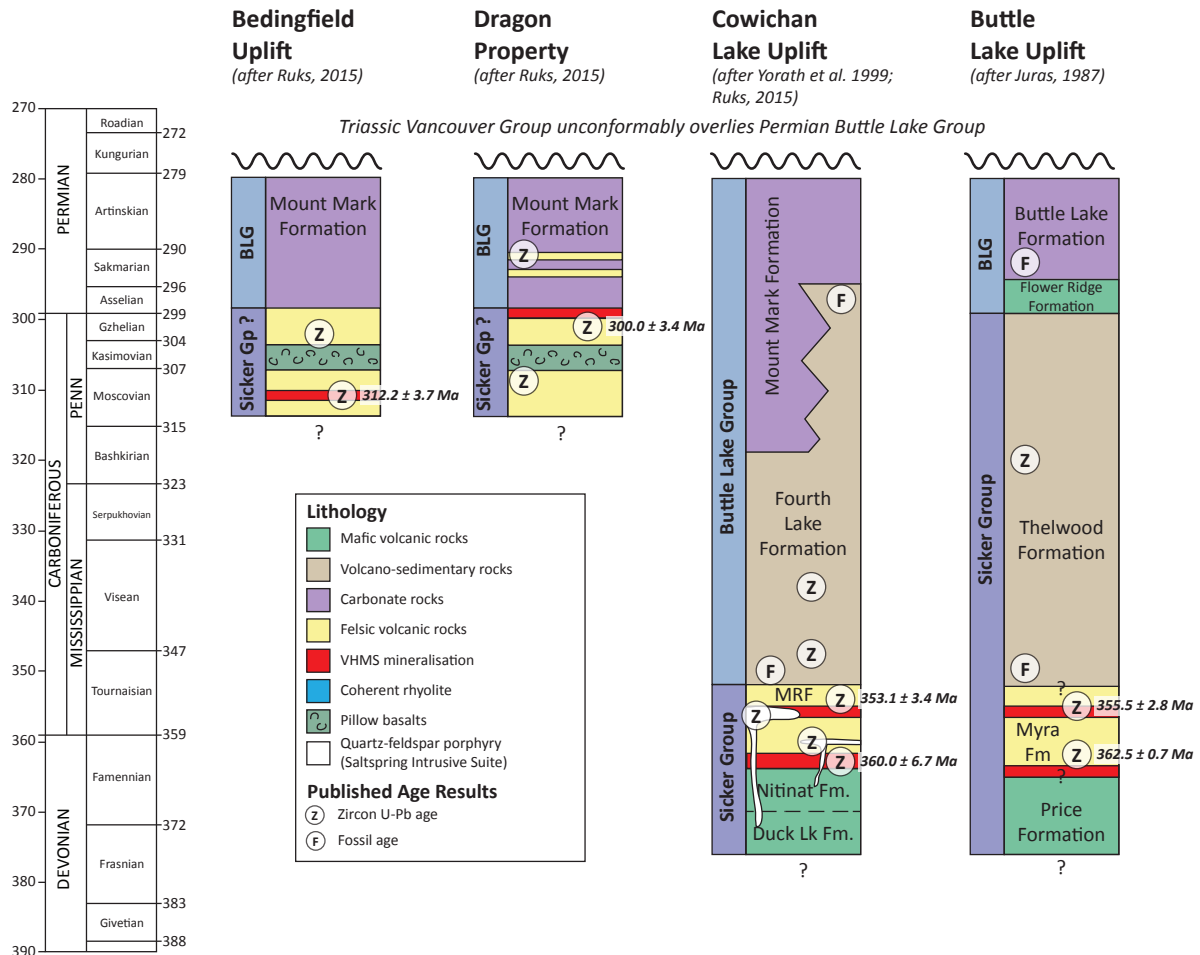 Bedingfield
Uplift
(after Ruks, 2015)
Dragon
Property
(after Ruks, 2015)
Cowichan
Lake Uplift
(after Yorath et al. 1999;
Ruks, 2015)
Buttle
Lake Uplift
(after Juras, 1987)
Triassic Vancouver Group unconformably overlies Permian Buttle Lake Group
270
280
290
300
310
320
330
340
350
360
370
380
390
PERMIAN
CARBONIFEROUS
DEVONIAN
PENN
MISSISSIPPIAN
Roadian
Kungurian
Artinskian
Sakmarian
Asselian
Gzhelian
Kasimovian
Moscovian
Bashkirian
Serpukhovian
Visean
Tournaisian
Famennian
Frasnian
Givetian
272
279
290
296
299
304
307
315
323
331
347
359
372
383
388
BLG
Sicker Gp ?
Mount Mark
Formation
Z
Z
312.2 ± 3.7 Ma
?
BLG
Sicker Gp ?
Mount Mark
Formation
Z
Z
300.0 ± 3.4 Ma
Z
?
Buttle Lake Group
Sicker Group
Mount Mark Formation
F
Fourth
Lake
Formation
Z
Z
F
MRF
Z
353.1 ± 3.4 Ma
Z
Z
Z
360.0 ± 6.7 Ma
Nitinat Fm.
Duck Lk Fm.
?
BLG
Sicker Group
Buttle Lake
Formation
F
Flower Ridge
Formation
Z
Thelwood
Formation
F
?
Z
355.5 ± 2.8 Ma
Myra
Fm
Z
362.5 ± 0.7 Ma
?
Price
Formation
?
Lithology
Mafic volcanic rocks
Volcano-sedimentary rocks
Carbonate rocks
Felsic volcanic rocks
VHMS mineralisation
Coherent rhyolite
Pillow basalts
Quartz-feldspar porphyry
(Saltspring Intrusive Suite)
Published Age Results
Z Zircon U-Pb age
F Fossil age